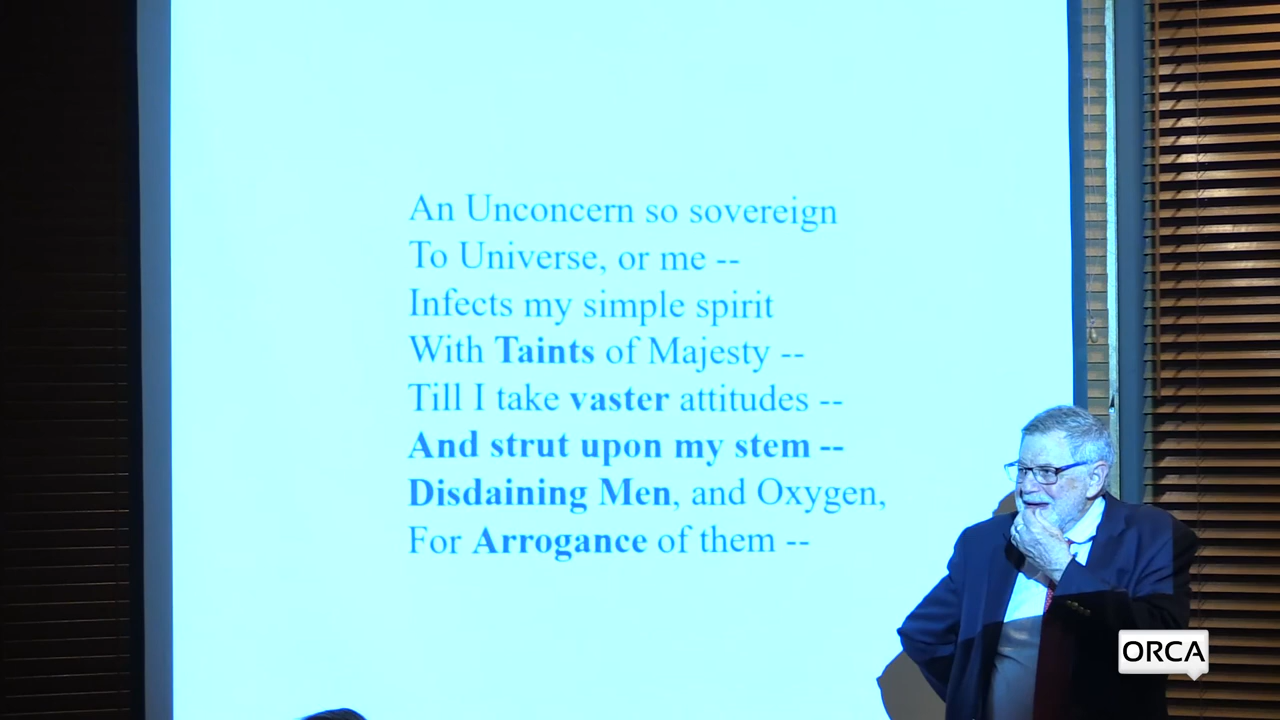 An Unconcern so sovereign
To Universe, or me --
Infects my simple spirit
With Taints of Majesty --
Till I take vaster attitudes --
And strut upon my stem --
Disdaining Men, and Oxygen,
For Arrogance of them --
ORCA